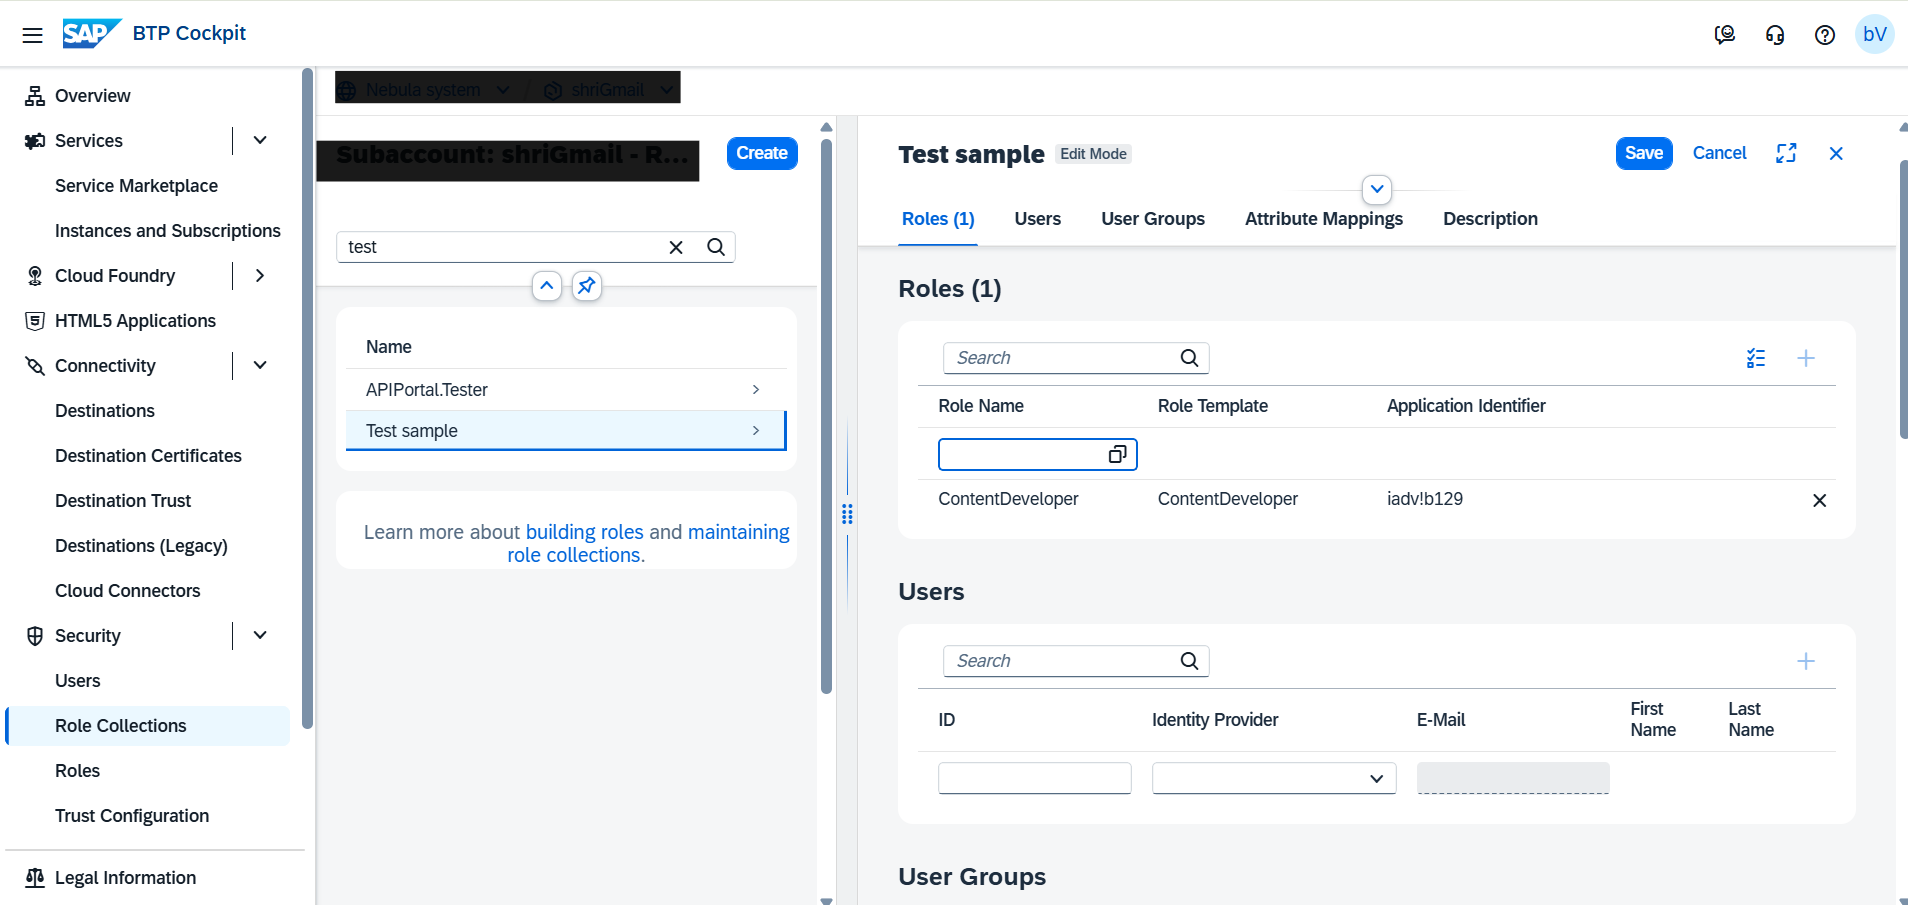 SAP BTP Cockpit
bV
Overview
Services
Service Marketplace
Instances and Subscriptions
Cloud Foundry
HTML5 Applications
Connectivity
Destinations
Destination Certificates
Destination Trust
Destinations (Legacy)
Cloud Connectors
Security
Users
Role Collections
Roles
Trust Configuration
Legal Information
Nebula system / shriGmail
Subaccount: shriGmail - R...
Create
test
Name
APIPortal.Tester
Test sample
Learn more about building roles and maintaining
role collections.
Test sample Edit Mode
Save Cancel
Roles (1) Users User Groups Attribute Mappings Description
Roles (1)
Search
Role Name Role Template Application Identifier
ContentDeveloper ContentDeveloper iadv!b129
Users
Search
ID Identity Provider E-Mail First Name Last Name
User Groups